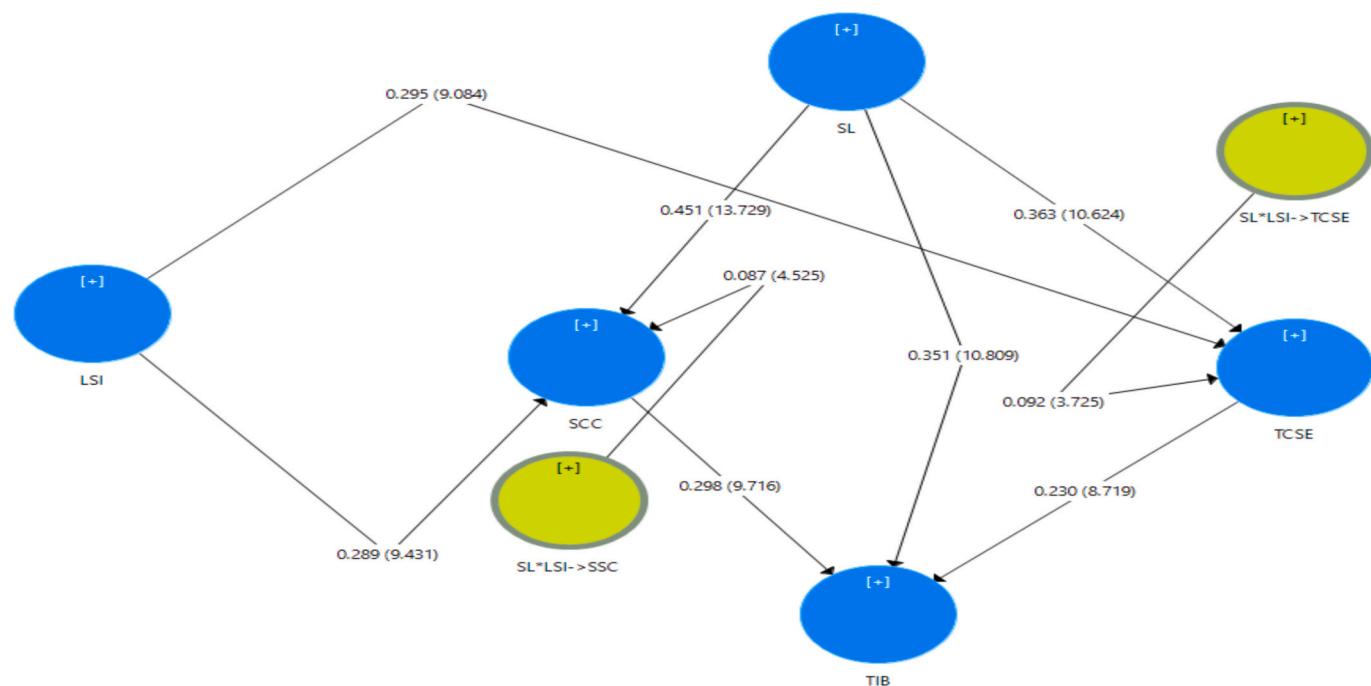 [+]
SL
0.295 (9.084)
[+]
SL*LSI->TCSE
0.451 (13.729)
0.363 (10.624)
[+]
LSI
0.087 (4.525)
[+]
SCC
0.351 (10.809)
[+]
TCSE
0.092 (3.725)
[+]
SL*LSI->SSC
0.298 (9.716)
0.230 (8.719)
0.289 (9.431)
[+]
TIB